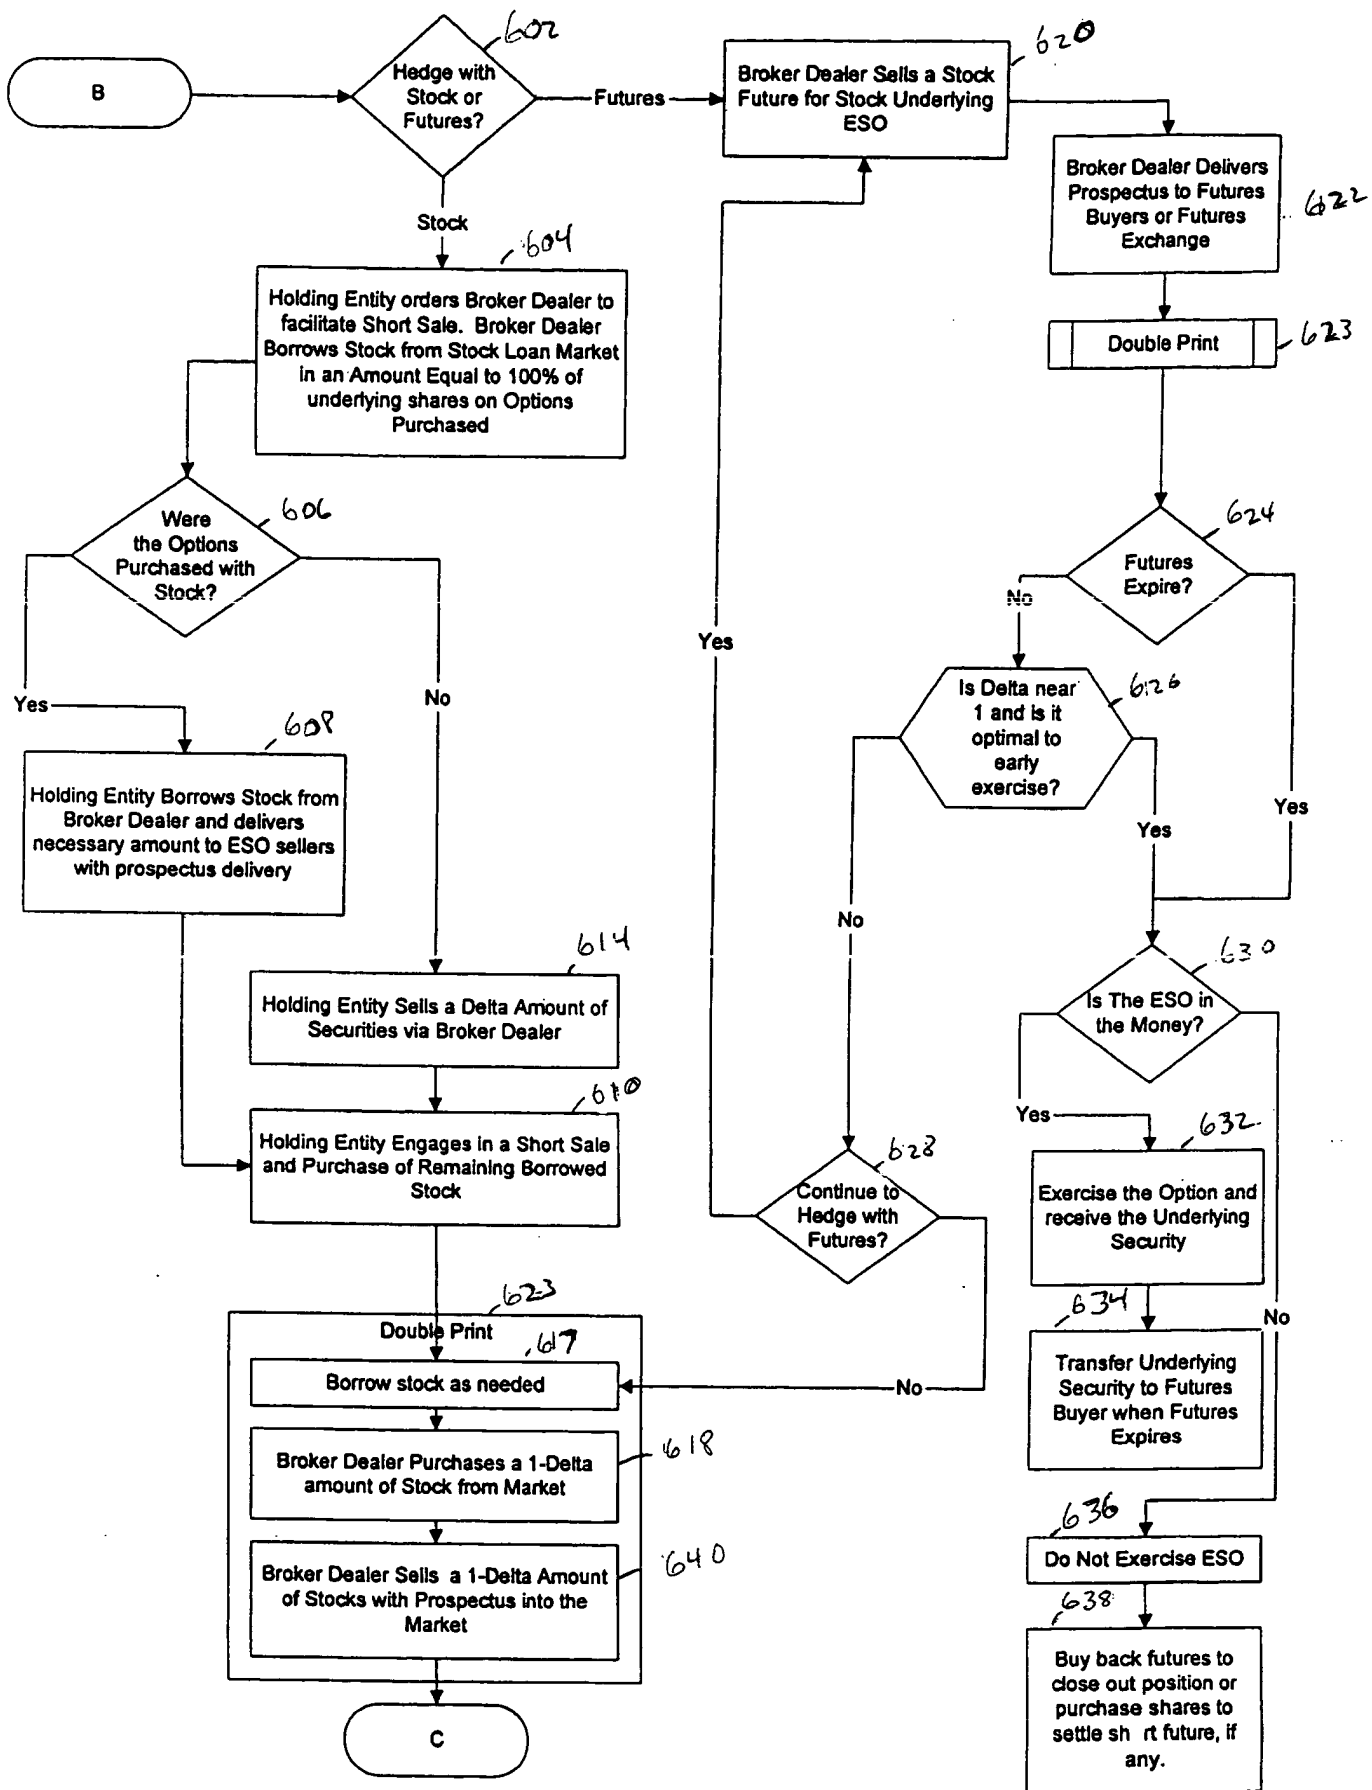 B
602
Hedge with
Stock or
Futures?
Futures
620
Broker Dealer Sells a Stock
Future for Stock Underlying
ESO
Broker Dealer Delivers
Prospectus to Futures
Buyers or Futures
Exchange
622
Stock
604
Holding Entity orders Broker Dealer to
facilitate Short Sale. Broker Dealer
Borrows Stock from Stock Loan Market
in an Amount Equal to 100% of
underlying shares on Options
Purchased
Double Print
623
606
Were
the Options
Purchased with
Stock?
624
Futures
Expire?
No
Yes
Yes
No
Yes
608
Holding Entity Borrows Stock from
Broker Dealer and delivers
necessary amount to ESO sellers
with prospectus delivery
626
Is Delta near
1 and is it
optimal to
early
exercise?
Yes
No
614
Holding Entity Sells a Delta Amount of
Securities via Broker Dealer
630
Is The ESO in
the Money?
Yes
No
610
Holding Entity Engages in a Short Sale
and Purchase of Remaining Borrowed
Stock
628
Continue to
Hedge with
Futures?
No
632
Exercise the Option and
receive the Underlying
Security
634
Transfer Underlying
Security to Futures
Buyer when Futures
Expires
623
Double Print
617
Borrow stock as needed
Broker Dealer Purchases a 1-Delta
amount of Stock from Market
618
Broker Dealer Sells a 1-Delta Amount
of Stocks with Prospectus into the
Market
640
636
Do Not Exercise ESO
638
Buy back futures to
close out position or
purchase shares to
settle sh rt future, if
any.
C